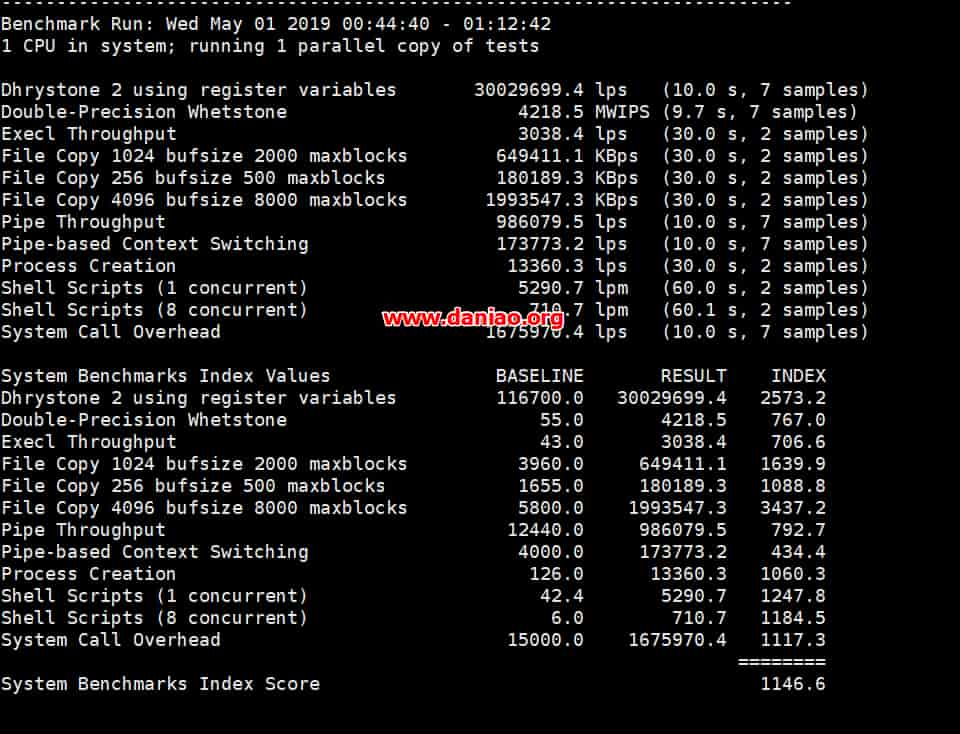 Benchmark Run: Wed May 01 2019 00:44:40 - 01:12:42
1 CPU in system; running 1 parallel copy of tests
Dhrystone 2 using register variables 30029699.4 lps (10.0 s, 7 samples)
Double-Precision Whetstone 4218.5 MWIPS (9.7 s, 7 samples)
Execl Throughput 3038.4 lps (30.0 s, 2 samples)
File Copy 1024 bufsize 2000 maxblocks 649411.1 KBps (30.0 s, 2 samples)
File Copy 256 bufsize 500 maxblocks 180189.3 KBps (30.0 s, 2 samples)
File Copy 4096 bufsize 8000 maxblocks 1993547.3 KBps (30.0 s, 2 samples)
Pipe Throughput 986079.5 lps (10.0 s, 7 samples)
Pipe-based Context Switching 173773.2 lps (10.0 s, 7 samples)
Process Creation 13360.3 lps (30.0 s, 2 samples)
Shell Scripts (1 concurrent) 5290.7 lpm (60.0 s, 2 samples)
Shell Scripts (8 concurrent) 710.7 lpm (60.1 s, 2 samples)
www.daniao.org
System Call Overhead 1675970.4 lps (10.0 s, 7 samples)
System Benchmarks Index Values BASELINE RESULT INDEX
Dhrystone 2 using register variables 116700.0 30029699.4 2573.2
Double-Precision Whetstone 55.0 4218.5 767.0
Execl Throughput 43.0 3038.4 706.6
File Copy 1024 bufsize 2000 maxblocks 3960.0 649411.1 1639.9
File Copy 256 bufsize 500 maxblocks 1655.0 180189.3 1088.8
File Copy 4096 bufsize 8000 maxblocks 5800.0 1993547.3 3437.2
Pipe Throughput 12440.0 986079.5 792.7
Pipe-based Context Switching 4000.0 173773.2 434.4
Process Creation 126.0 13360.3 1060.3
Shell Scripts (1 concurrent) 42.4 5290.7 1247.8
Shell Scripts (8 concurrent) 6.0 710.7 1184.5
System Call Overhead 15000.0 1675970.4 1117.3
========
System Benchmarks Index Score 1146.6